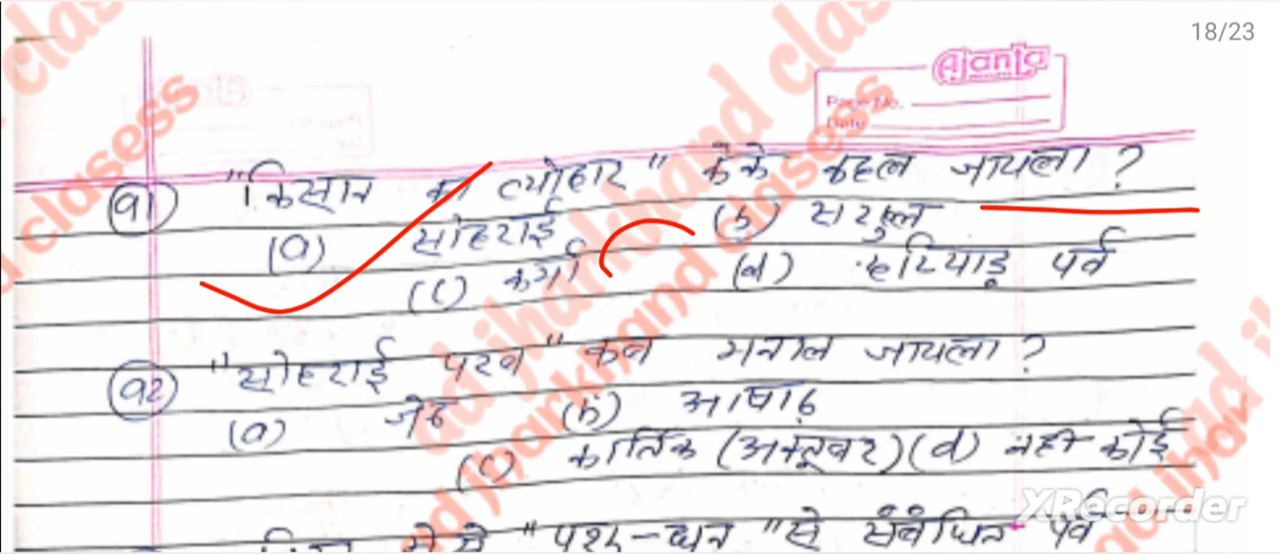 18/23
Ajanta
Page No.
Date
(91) "किसान का त्योहार" केके कहल जायला ?
(a) सोहराई (b) सरहुल
(c) कर्मा (d) हरियाड़ पर्व
(92) "सोहराई परब" कब मनाल जायला ?
(a) जेठ (b) आषाढ़
(c) कार्तिक (अक्तूबर) (d) नही कोई
मे से "पशु-धन" से संबंधित पर्व
XRecorder